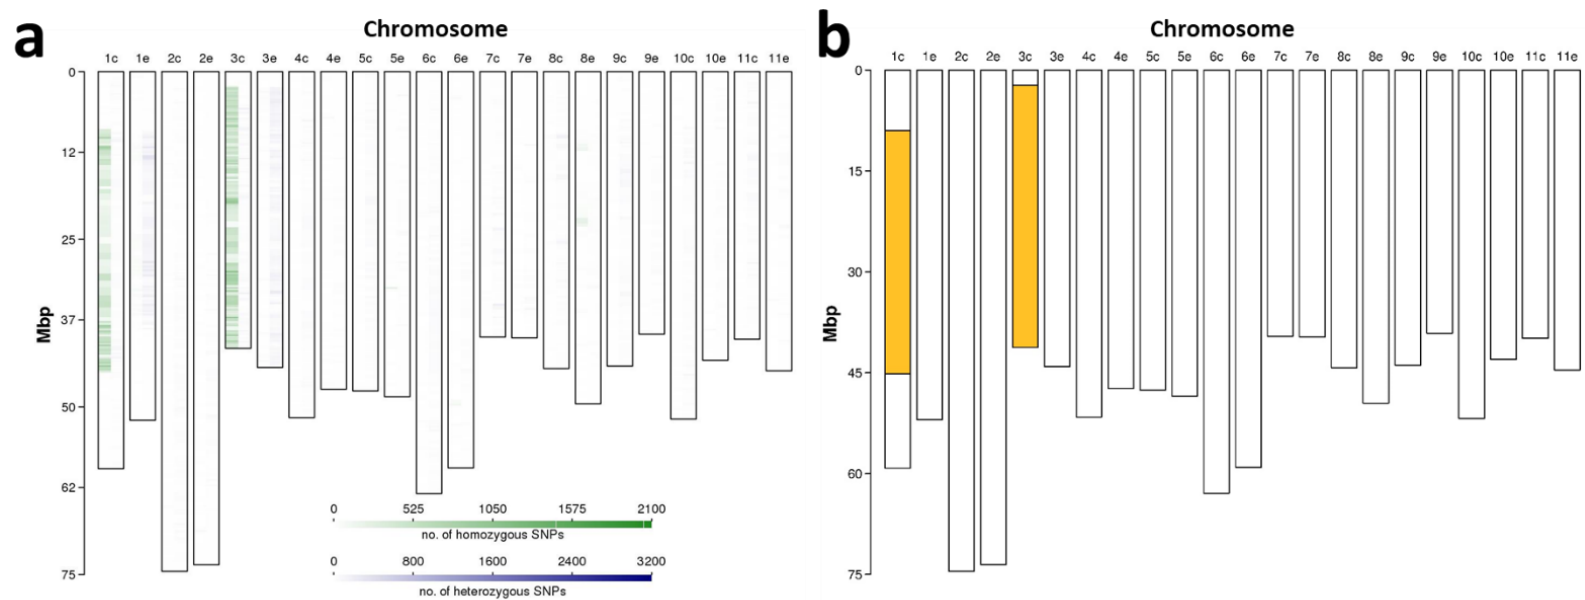 a
Chromosome
1c 1e 2c 2e 3c 3e 4c 4e 5c 5e 6c 6e 7c 7e 8c 8e 9c 9e 10c 10e 11c 11e
0
12
25
37
50
62
75
Mbp
0 525 1050 1575 2100
no. of homozygous SNPs
0 800 1600 2400 3200
no. of heterozygous SNPs
b
Chromosome
1c 1e 2c 2e 3c 3e 4c 4e 5c 5e 6c 6e 7c 7e 8c 8e 9c 9e 10c 10e 11c 11e
0
15
30
45
60
75
Mbp